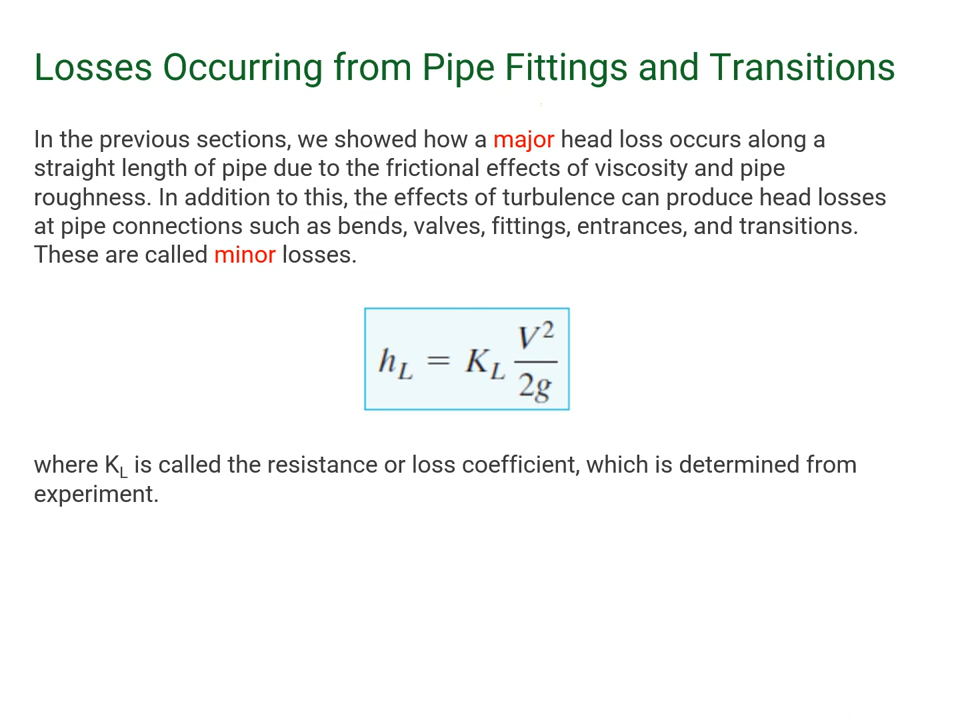 Losses Occurring from Pipe Fittings and Transitions
In the previous sections, we showed how a major head loss occurs along a
straight length of pipe due to the frictional effects of viscosity and pipe
roughness. In addition to this, the effects of turbulence can produce head losses
at pipe connections such as bends, valves, fittings, entrances, and transitions.
These are called minor losses.
h_L = K_L V²/2g
where K_L is called the resistance or loss coefficient, which is determined from
experiment.